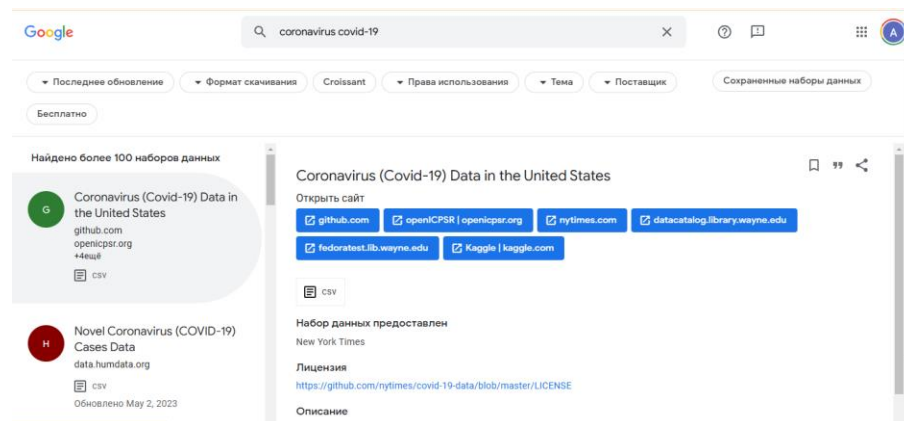 Google
coronavirus covid-19
A
Последнее обновление Формат скачивания Croissant Права использования Тема Поставщик Сохраненные наборы данных
Бесплатно
Найдено более 100 наборов данных
G
Coronavirus (Covid-19) Data in
the United States
github.com
openicpsr.org
+4ещё
CSV
H
Novel Coronavirus (COVID-19)
Cases Data
data.humdata.org
CSV
Обновлено May 2, 2023
Coronavirus (Covid-19) Data in the United States
Открыть сайт
github.com openICPSR | openicpsr.org nytimes.com datacatalog.library.wayne.edu
fedoratest.lib.wayne.edu Kaggle | kaggle.com
CSV
Набор данных предоставлен
New York Times
Лицензия
https://github.com/nytimes/covid-19-data/blob/master/LICENSE
Описание